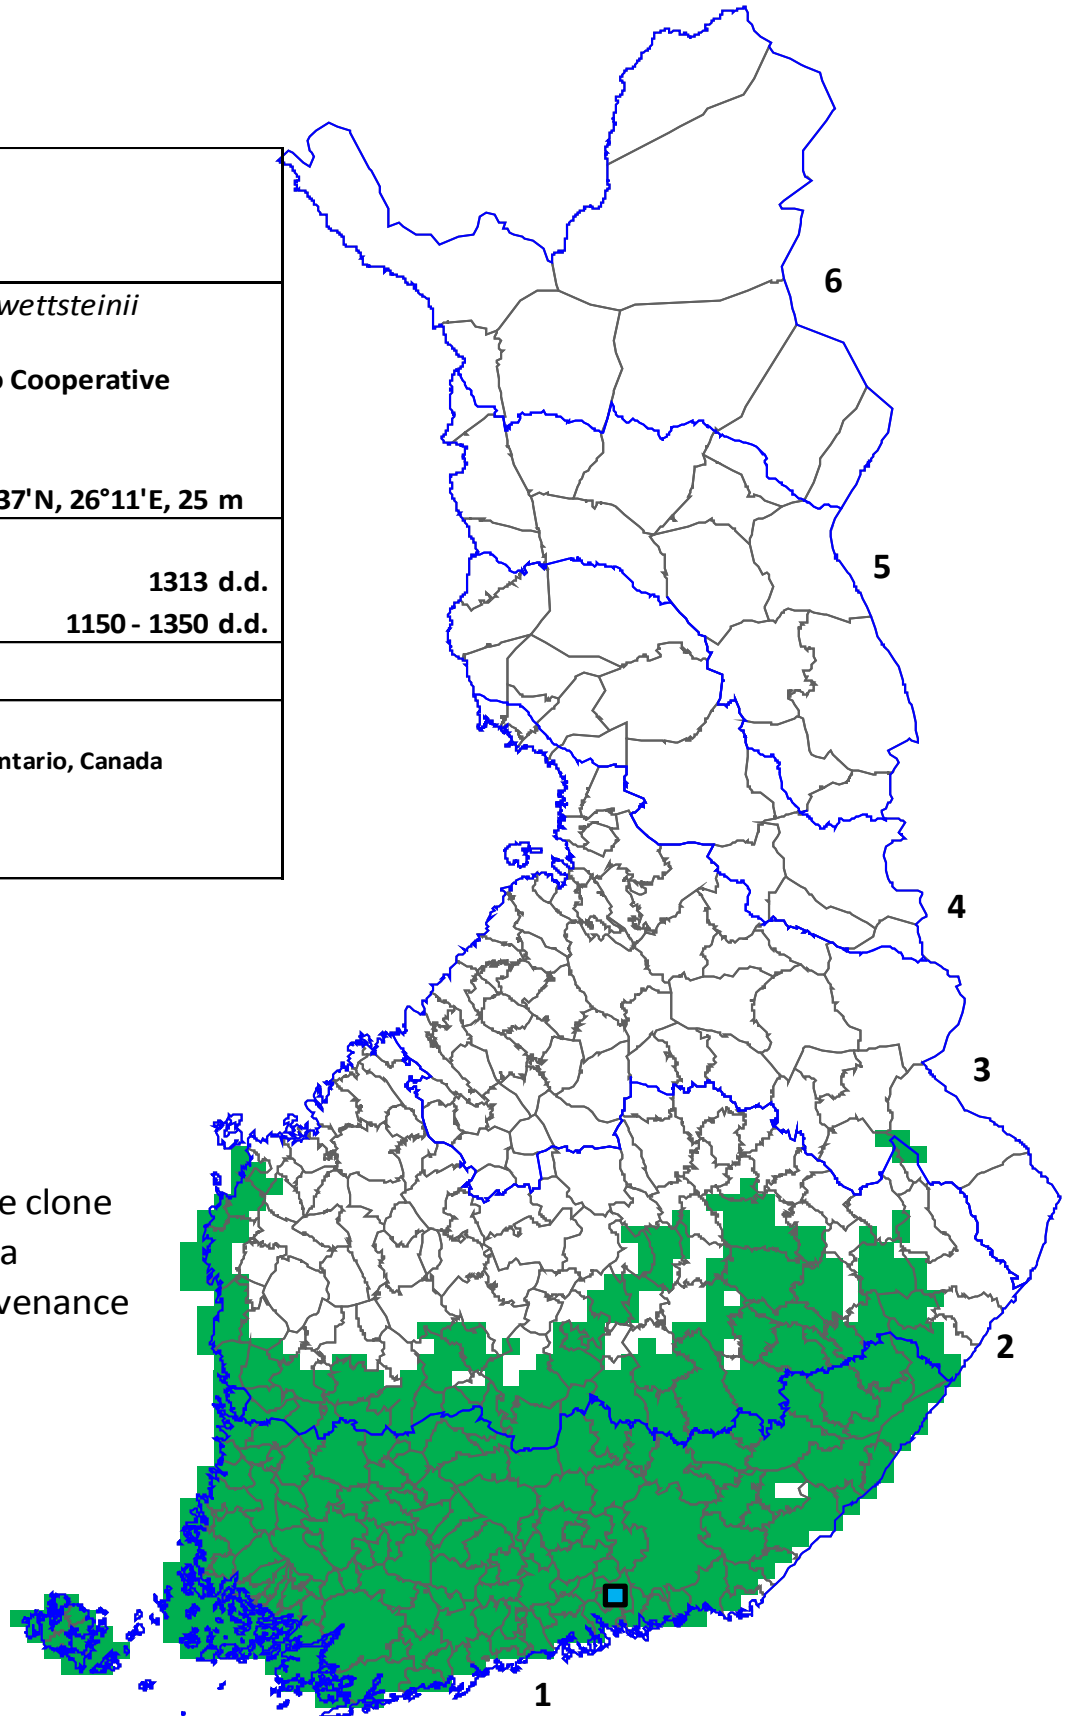 wettsteinii
Cooperative
37'N, 26°11'E, 25 m
1313 d.d.
1150 - 1350 d.d.
ntario, Canada
e clone
a
venance
6
5
4
3
2
1